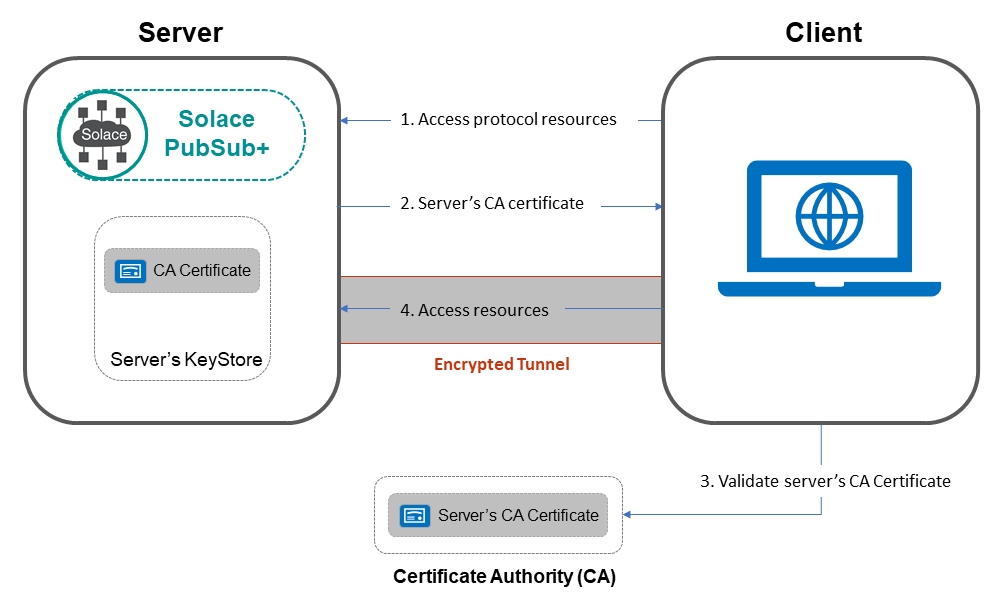 Server
Client
Solace
Solace
PubSub+
1. Access protocol resources
2. Server’s CA certificate
CA Certificate
4. Access resources
Server’s KeyStore
Encrypted Tunnel
3. Validate server’s CA Certificate
Server’s CA Certificate
Certificate Authority (CA)